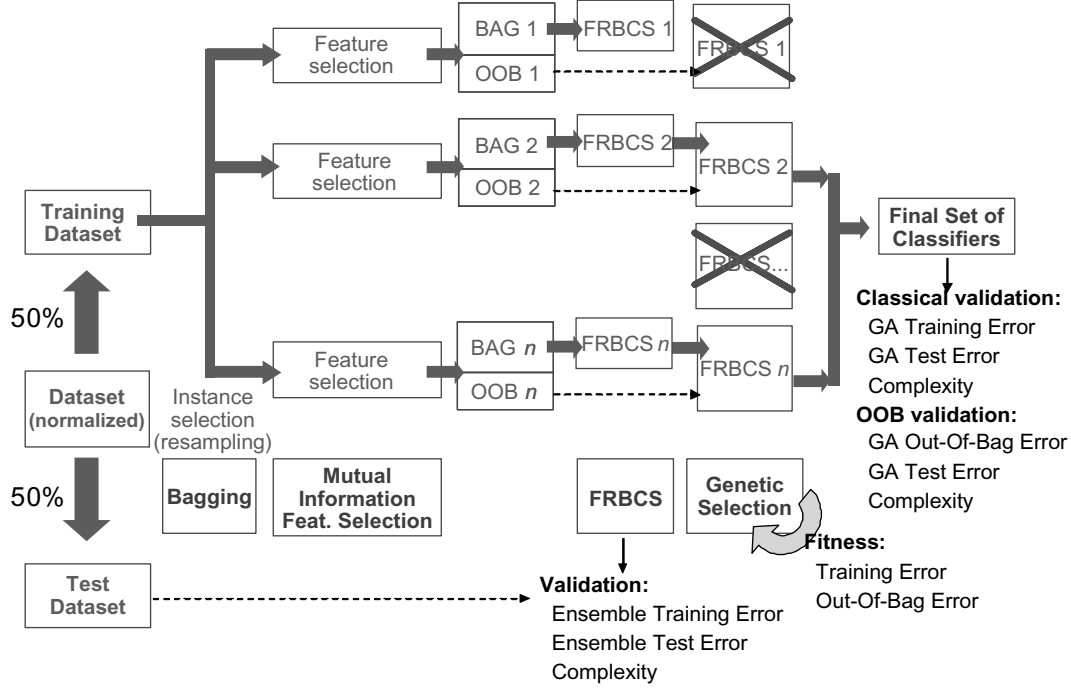 Feature
selection
BAG 1
OOB 1
FRBCS 1
FRBCS 1
Feature
selection
BAG 2
OOB 2
FRBCS 2
FRBCS 2
FRBCS...
Training
Dataset
Final Set of
Classifiers
50%
Feature
selection
BAG n
OOB n
FRBCS n
FRBCS n
Classical validation:
GA Training Error
GA Test Error
Complexity
OOB validation:
GA Out-Of-Bag Error
GA Test Error
Complexity
Dataset
(normalized)
Instance
selection
(resampling)
50%
Bagging
Mutual
Information
Feat. Selection
FRBCS
Genetic
Selection
Fitness:
Training Error
Out-Of-Bag Error
Test
Dataset
Validation:
Ensemble Training Error
Ensemble Test Error
Complexity